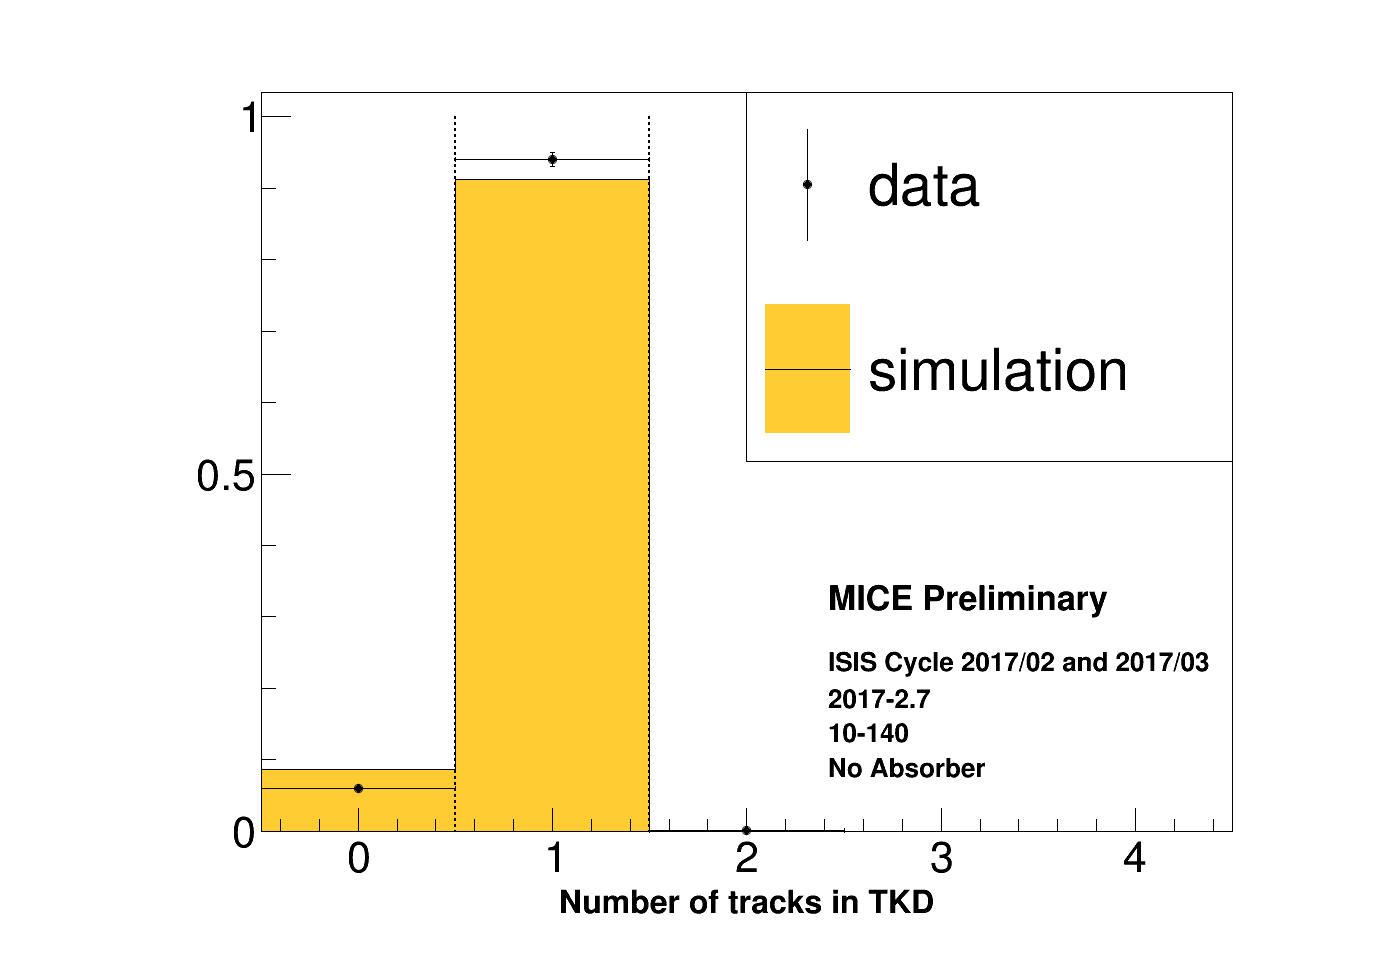 1
0.5
0
data
simulation
MICE Preliminary
ISIS Cycle 2017/02 and 2017/03
2017-2.7
10-140
No Absorber
0 1 2 3 4
Number of tracks in TKD